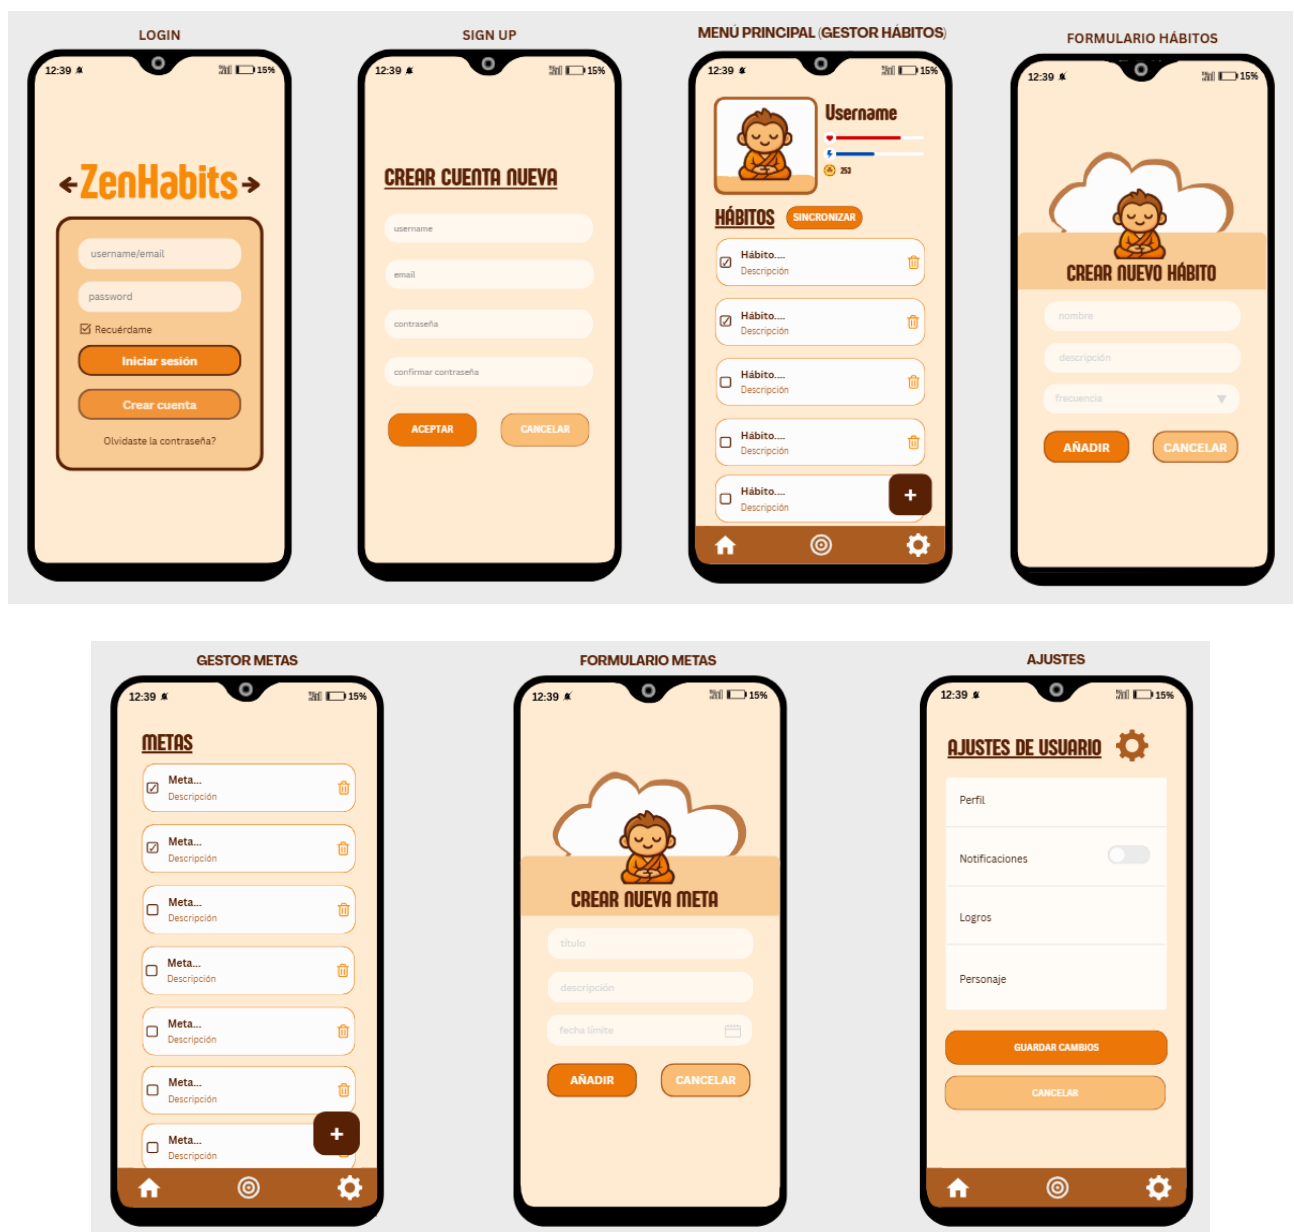 LOGIN
12:39
15%
ZenHabits
username/email
password
Recuérdame
Iniciar sesión
Crear cuenta
Olvidaste la contraseña?
SIGN UP
12:39
15%
CREAR CUENTA NUEVA
username
email
contraseña
confirmar contraseña
ACEPTAR
CANCELAR
MENÚ PRINCIPAL (GESTOR HÁBITOS)
12:39
15%
Username
253
HÁBITOS
SINCRONIZAR
Hábito....
Descripción
Hábito....
Descripción
Hábito....
Descripción
Hábito....
Descripción
Hábito....
Descripción
+
FORMULARIO HÁBITOS
12:39
15%
CREAR NUEVO HÁBITO
nombre
descripción
frecuencia
AÑADIR
CANCELAR
GESTOR METAS
12:39
15%
METAS
Meta...
Descripción
Meta...
Descripción
Meta...
Descripción
Meta...
Descripción
Meta...
Descripción
Meta...
Descripción
Meta...
Descripción
+
FORMULARIO METAS
12:39
15%
CREAR NUEVA META
título
descripción
fecha límite
AÑADIR
CANCELAR
AJUSTES
12:39
15%
AJUSTES DE USUARIO
Perfil
Notificaciones
Logros
Personaje
GUARDAR CAMBIOS
CANCELAR